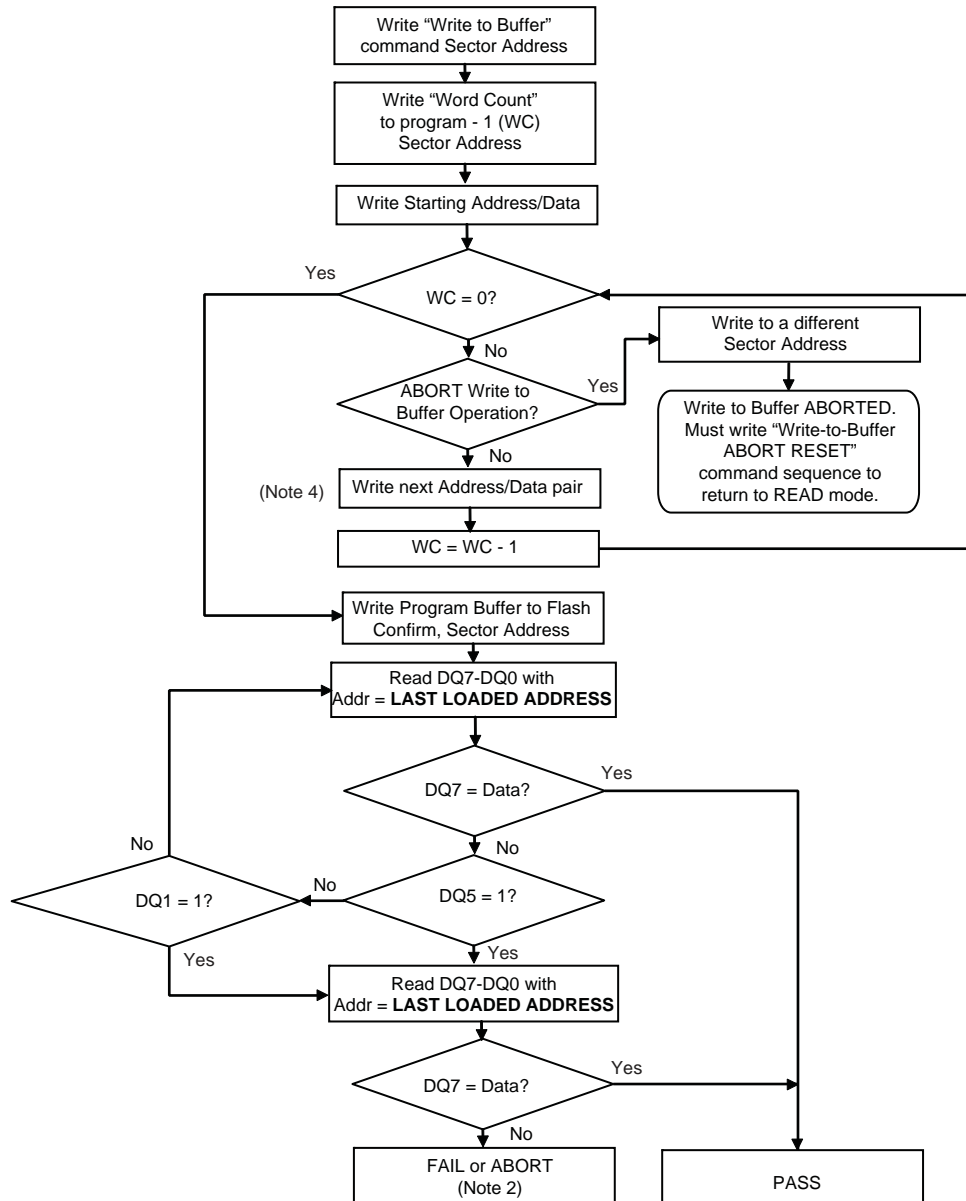 Write “Write to Buffer”
command Sector Address
Write “Word Count”
to program - 1 (WC)
Sector Address
Write Starting Address/Data
Yes
WC = 0?
No
Write to a different
Sector Address
ABORT Write to
Buffer Operation?
Yes
No
Write to Buffer ABORTED.
Must write “Write-to-Buffer
ABORT RESET”
command sequence to
return to READ mode.
(Note 4)
Write next Address/Data pair
WC = WC - 1
Write Program Buffer to Flash
Confirm, Sector Address
Read DQ7-DQ0 with
Addr = LAST LOADED ADDRESS
DQ7 = Data?
Yes
No
No
DQ1 = 1?
No
DQ5 = 1?
Yes
Yes
Read DQ7-DQ0 with
Addr = LAST LOADED ADDRESS
DQ7 = Data?
Yes
No
FAIL or ABORT
(Note 2)
PASS